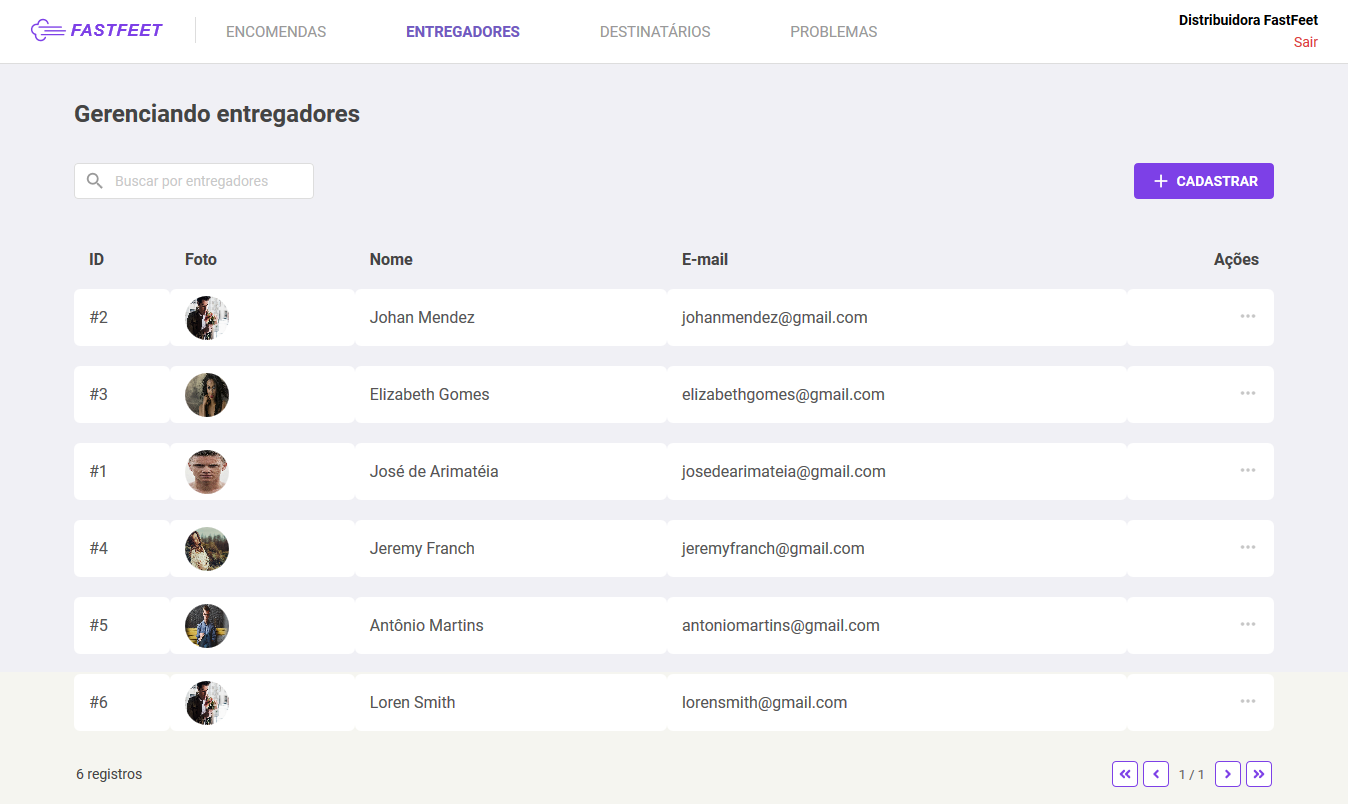 FASTFEET ENCOMENDAS ENTREGADORES DESTINATÁRIOS PROBLEMAS Distribuidora FastFeet
Sair
Gerenciando entregadores
Buscar por entregadores CADASTRAR
ID Foto Nome E-mail Ações
#2 Johan Mendez johanmendez@gmail.com
#3 Elizabeth Gomes elizabethgomes@gmail.com
#1 José de Arimatéia josedearimateia@gmail.com
#4 Jeremy Franch jeremyfranch@gmail.com
#5 Antônio Martins antoniomartins@gmail.com
#6 Loren Smith lorensmith@gmail.com
6 registros 1 / 1